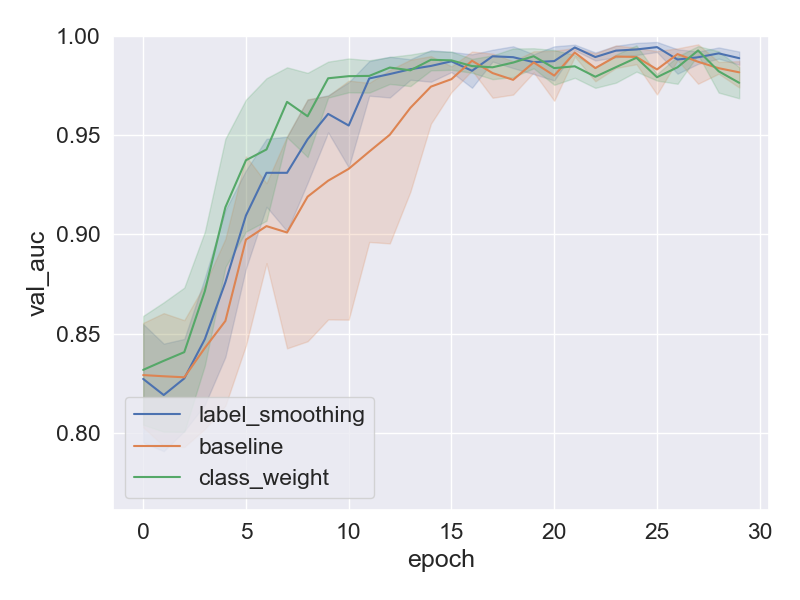 1.00
0.95
0.90
0.85
0.80
val_auc
label_smoothing
baseline
class_weight
0 5 10 15 20 25 30
epoch